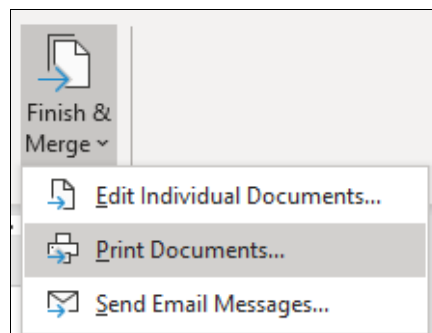 Finish &
Merge
Edit Individual Documents...
Print Documents...
Send Email Messages...